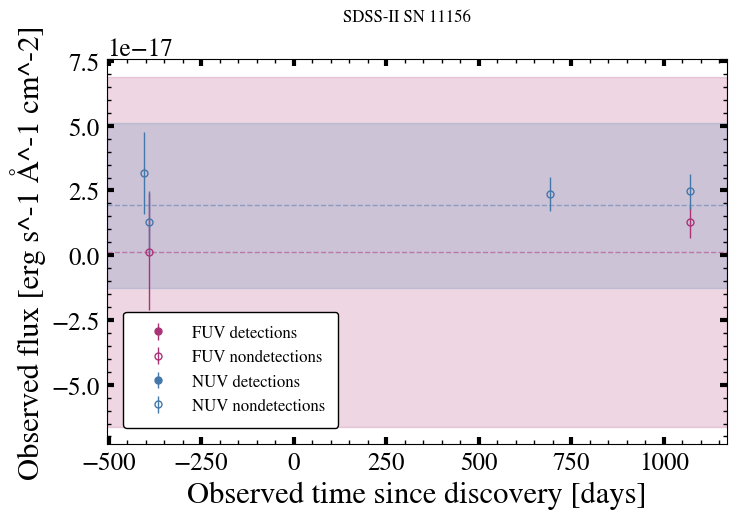 SDSS-II SN 11156
1e−17
Observed flux [erg s^-1 Å^-1 cm^-2]
7.5
5.0
2.5
0.0
−2.5
−5.0
FUV detections
FUV nondetections
NUV detections
NUV nondetections
−500 −250 0 250 500 750 1000
Observed time since discovery [days]